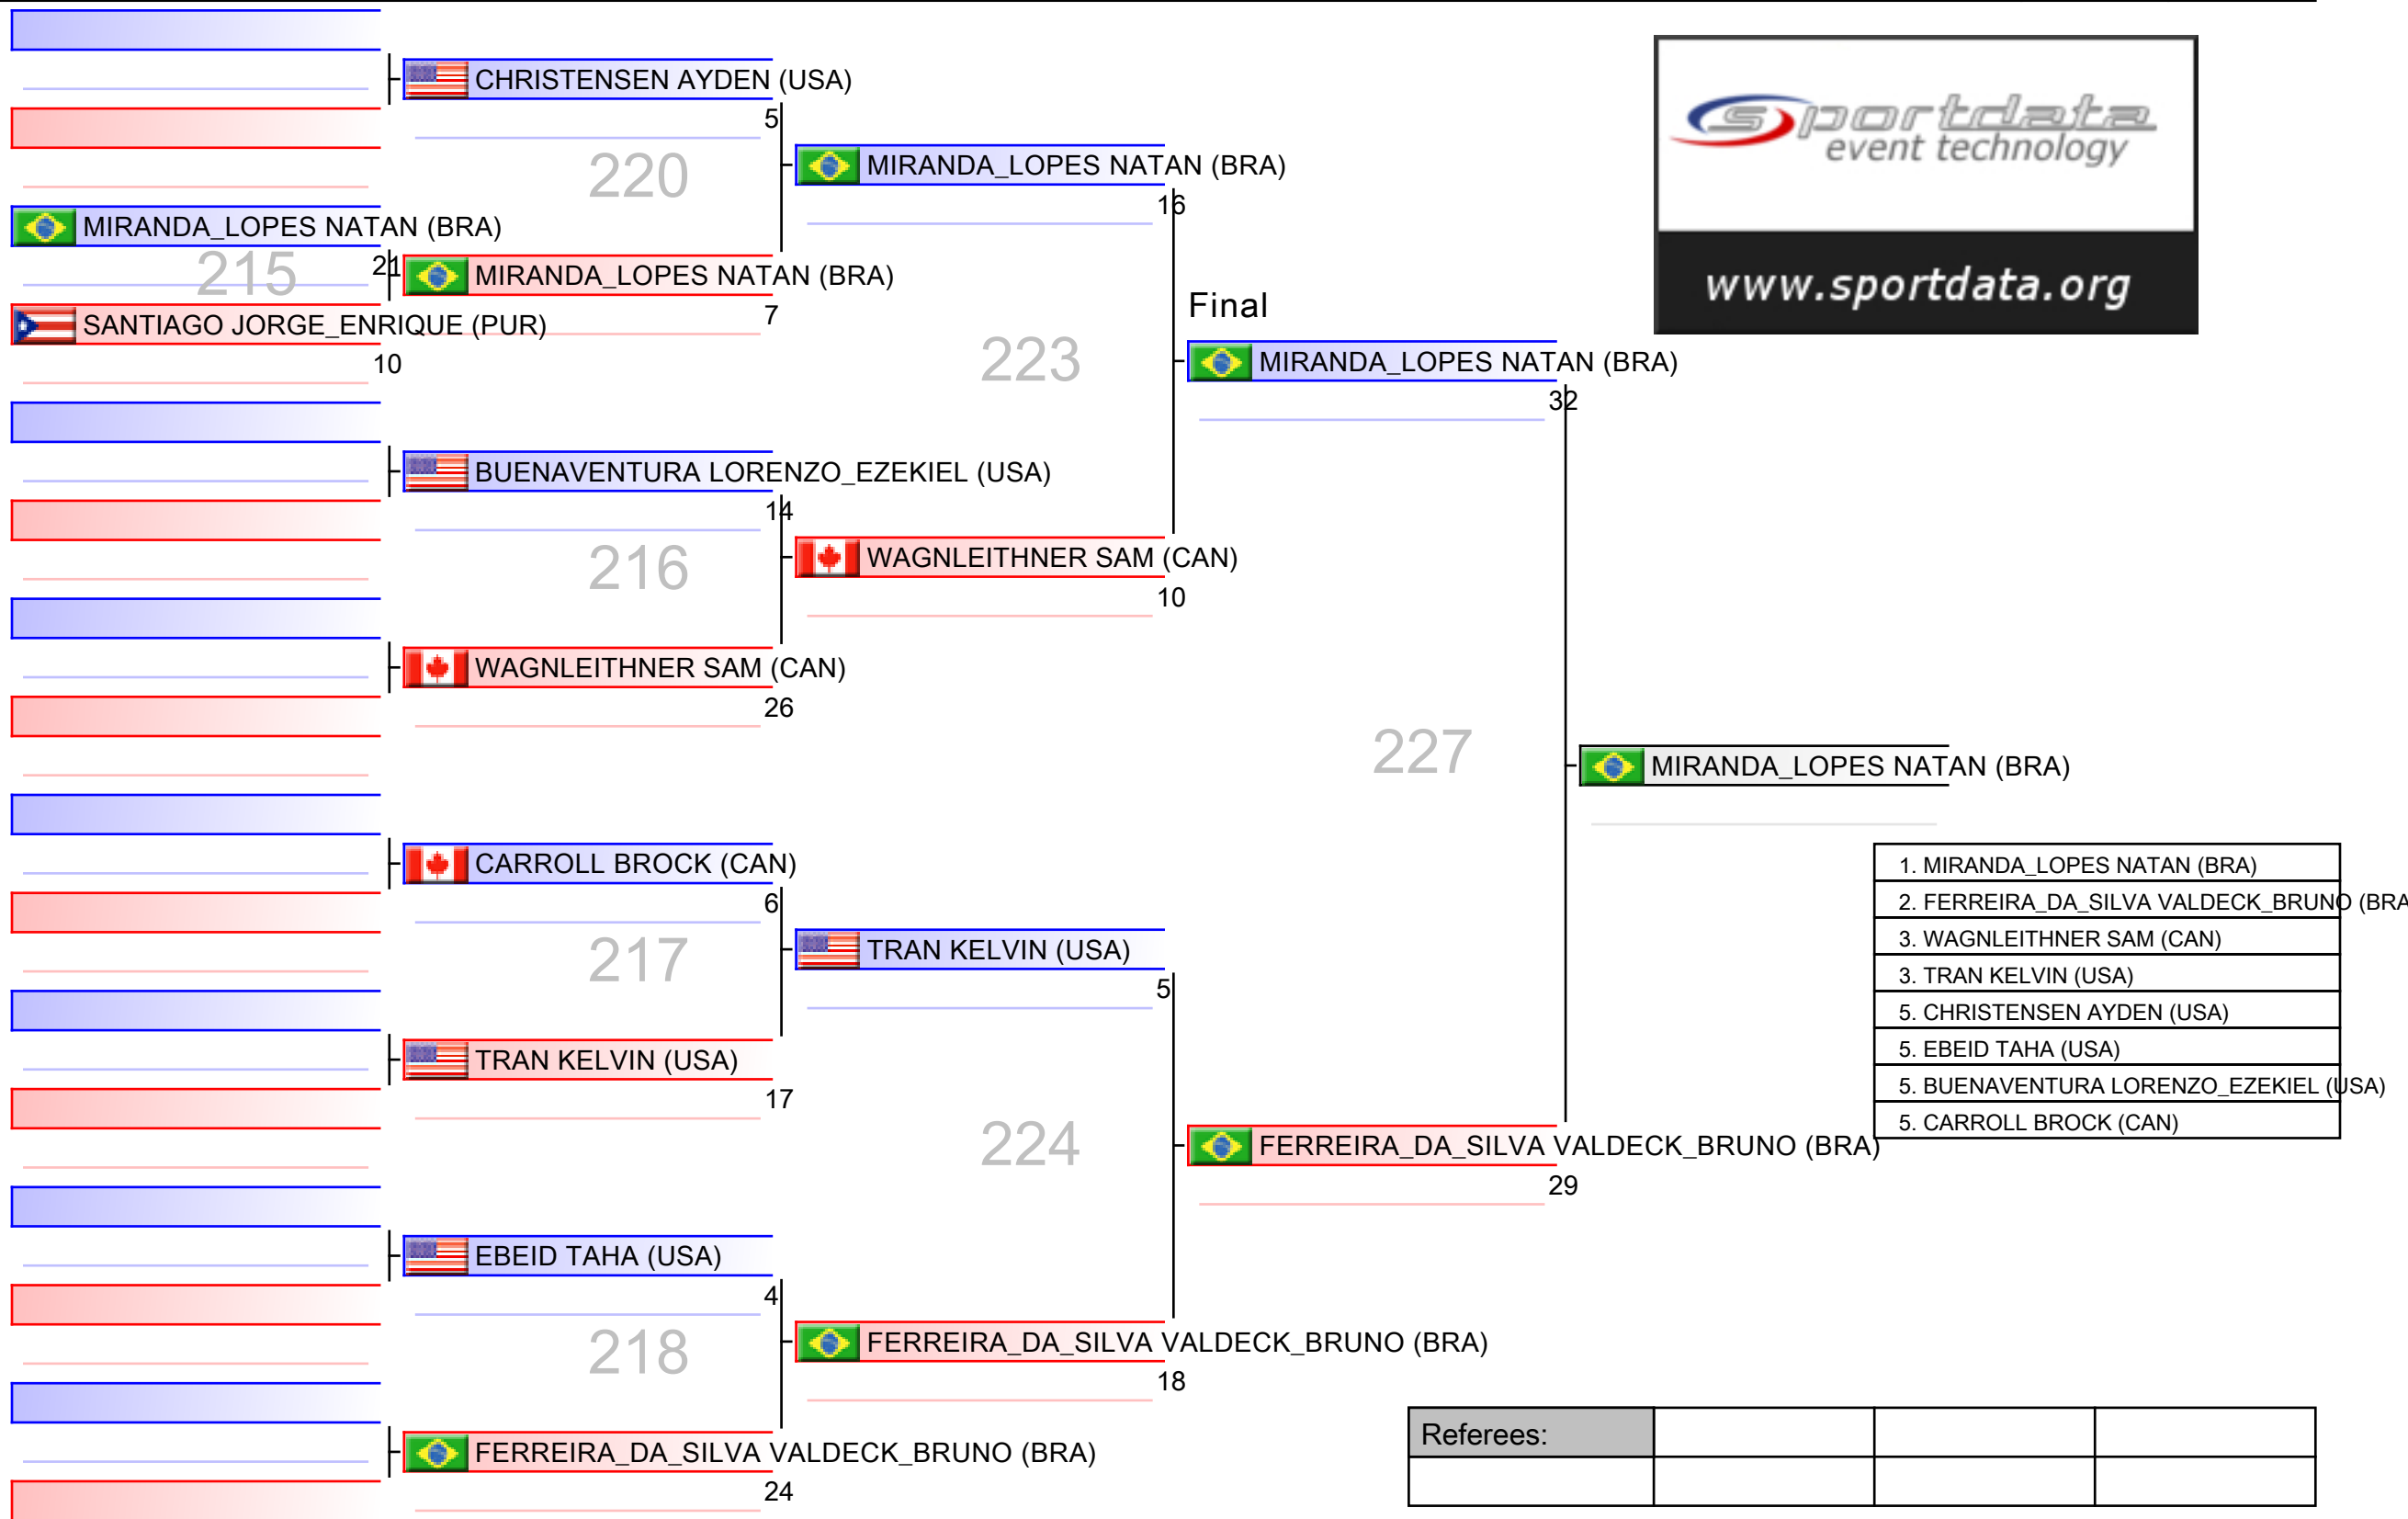 CHRISTENSEN AYDEN (USA)
5
220
MIRANDA_LOPES NATAN (BRA)
16
MIRANDA_LOPES NATAN (BRA)
21
215
MIRANDA_LOPES NATAN (BRA)
7
SANTIAGO JORGE_ENRIQUE (PUR)
10
Final
223
MIRANDA_LOPES NATAN (BRA)
32
BUENAVENTURA LORENZO_EZEKIEL (USA)
14
216
WAGNLEITHNER SAM (CAN)
10
WAGNLEITHNER SAM (CAN)
26
227
MIRANDA_LOPES NATAN (BRA)
CARROLL BROCK (CAN)
6
217
TRAN KELVIN (USA)
5
TRAN KELVIN (USA)
17
224
FERREIRA_DA_SILVA VALDECK_BRUNO (BRA)
29
EBEID TAHA (USA)
4
218
FERREIRA_DA_SILVA VALDECK_BRUNO (BRA)
18
FERREIRA_DA_SILVA VALDECK_BRUNO (BRA)
24
sportdata
event technology
www.sportdata.org
1. MIRANDA_LOPES NATAN (BRA)
2. FERREIRA_DA_SILVA VALDECK_BRUNO (BRA
3. WAGNLEITHNER SAM (CAN)
3. TRAN KELVIN (USA)
5. CHRISTENSEN AYDEN (USA)
5. EBEID TAHA (USA)
5. BUENAVENTURA LORENZO_EZEKIEL (USA)
5. CARROLL BROCK (CAN)
Referees: